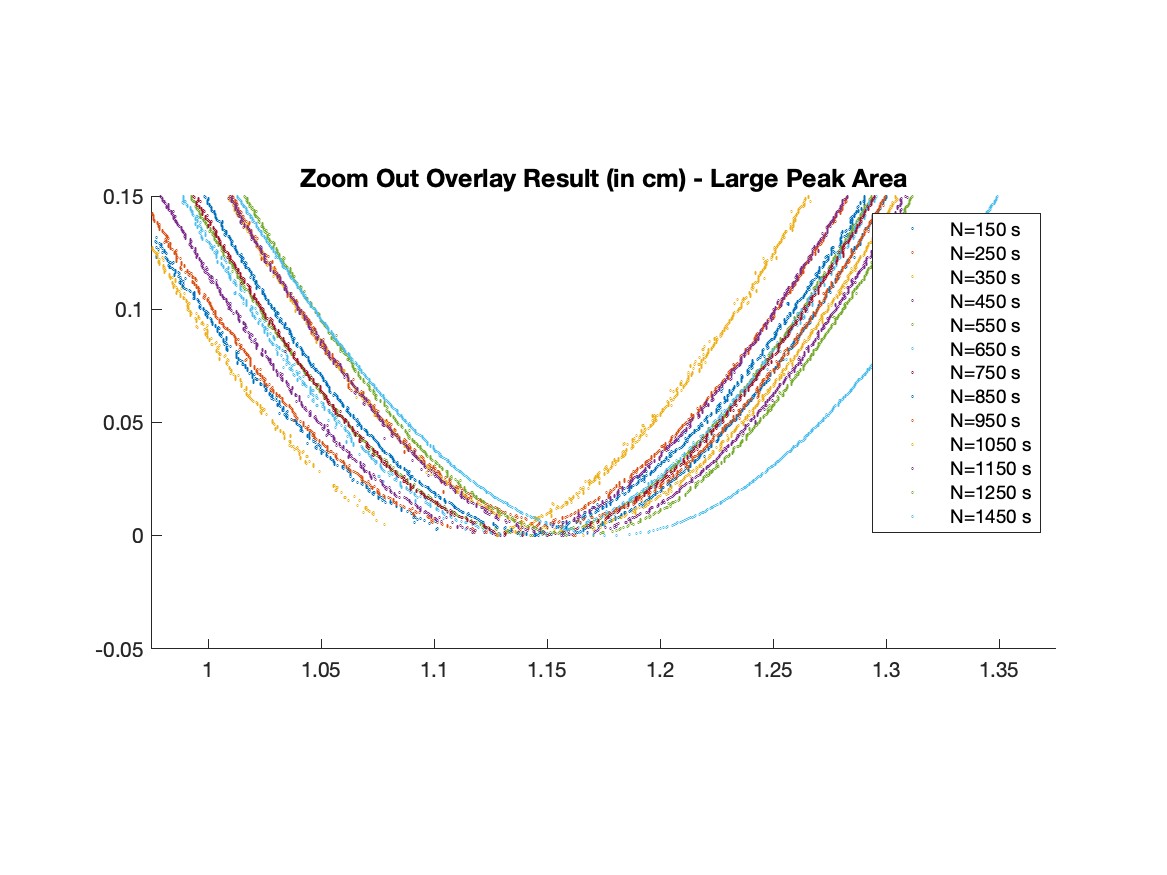 Zoom Out Overlay Result (in cm) - Large Peak Area
0.15
0.1
0.05
0
-0.05
1 1.05 1.1 1.15 1.2 1.25 1.3 1.35
N=150 s
N=250 s
N=350 s
N=450 s
N=550 s
N=650 s
N=750 s
N=850 s
N=950 s
N=1050 s
N=1150 s
N=1250 s
N=1450 s